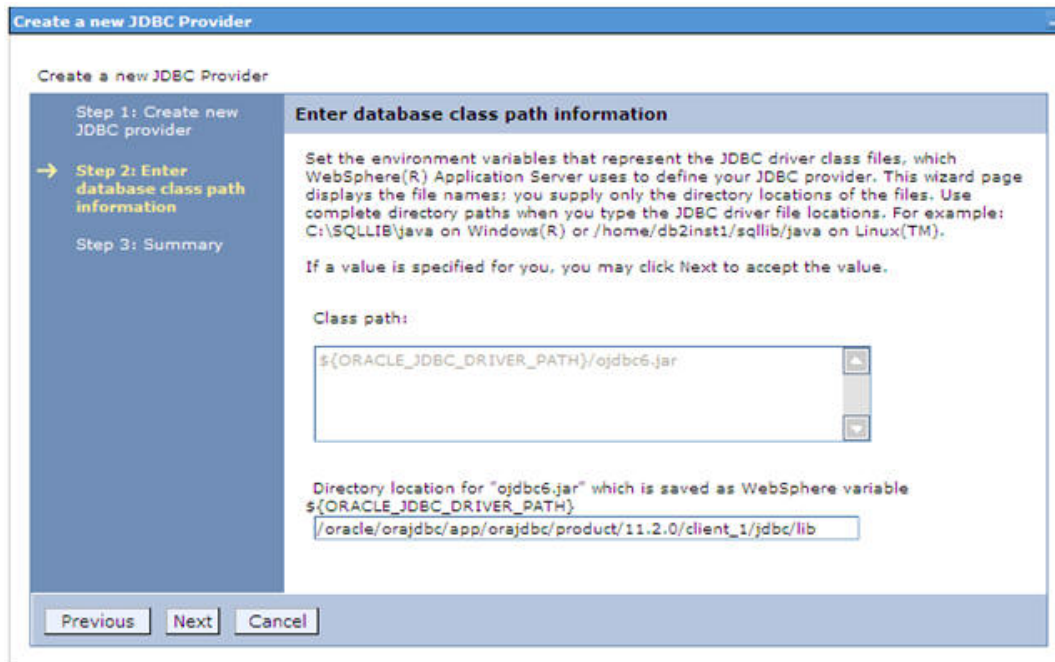 Create a new JDBC Provider
Create a new JDBC Provider
Step 1: Create new
JDBC provider
Step 2: Enter
database class path
information
Step 3: Summary
Enter database class path information
Set the environment variables that represent the JDBC driver class files, which
WebSphere(R) Application Server uses to define your JDBC provider. This wizard page
displays the file names; you supply only the directory locations of the files. Use
complete directory paths when you type the JDBC driver file locations. For example:
C:\SQLLIB\java on Windows(R) or /home/db2inst1/sqllib/java on Linux(TM).
If a value is specified for you, you may click Next to accept the value.
Class path:
${ORACLE_JDBC_DRIVER_PATH}/ojdbc6.jar
Directory location for "ojdbc6.jar" which is saved as WebSphere variable
${ORACLE_JDBC_DRIVER_PATH}
/oracle/orajdbc/app/orajdbc/product/11.2.0/client_1/jdbc/lib
Previous Next Cancel